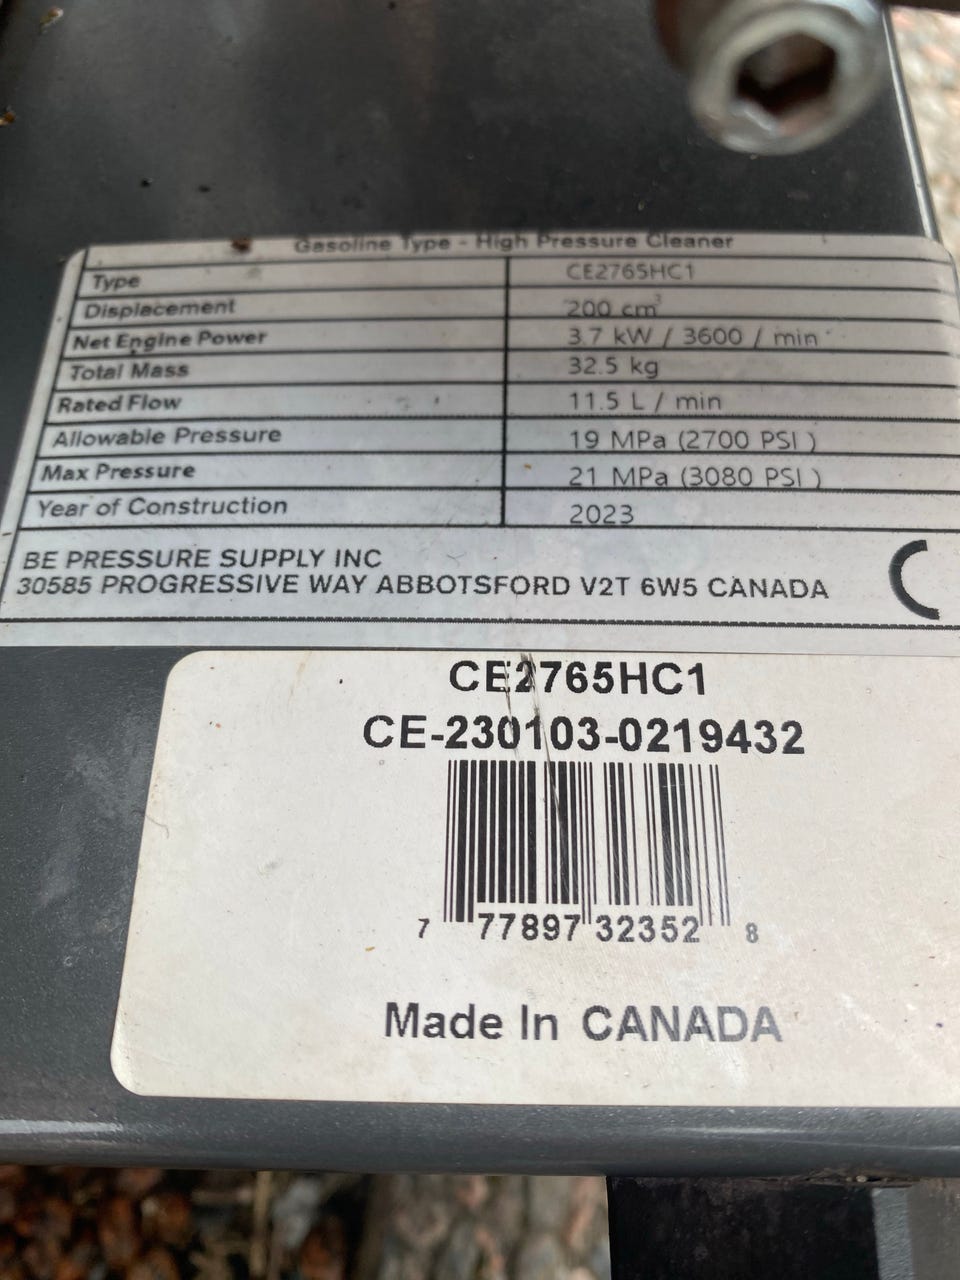 Gasoline Type - High Pressure Cleaner
Type CE2765HC1
Displacement 200 cm³
Net Engine Power 3.7 kW / 3600 / min
Total Mass 32.5 kg
Rated Flow 11.5 L / min
Allowable Pressure 19 MPa (2700 PSI )
Max Pressure 21 MPa (3080 PSI )
Year of Construction 2023
BE PRESSURE SUPPLY INC
30585 PROGRESSIVE WAY ABBOTSFORD V2T 6W5 CANADA
CE2765HC1
CE-230103-0219432
7 77897 32352 8
Made In CANADA